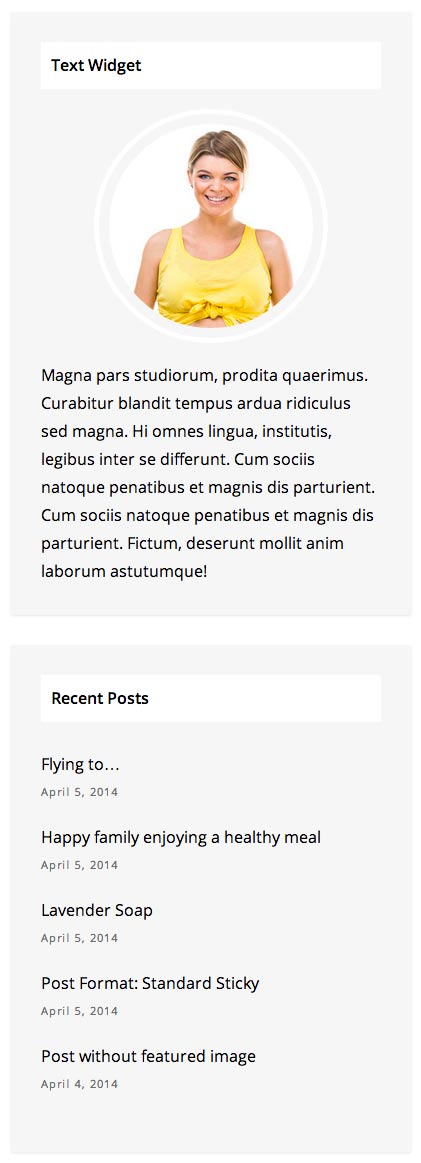 Text Widget
Magna pars studiorum, prodita quaerimus.
Curabitur blandit tempus ardua ridiculus
sed magna. Hi omnes lingua, institutis,
legibus inter se differunt. Cum sociis
natoque penatibus et magnis dis parturient.
Cum sociis natoque penatibus et magnis dis
parturient. Fictum, deserunt mollit anim
laborum astutumque!
Recent Posts
Flying to…
April 5, 2014
Happy family enjoying a healthy meal
April 5, 2014
Lavender Soap
April 5, 2014
Post Format: Standard Sticky
April 5, 2014
Post without featured image
April 4, 2014